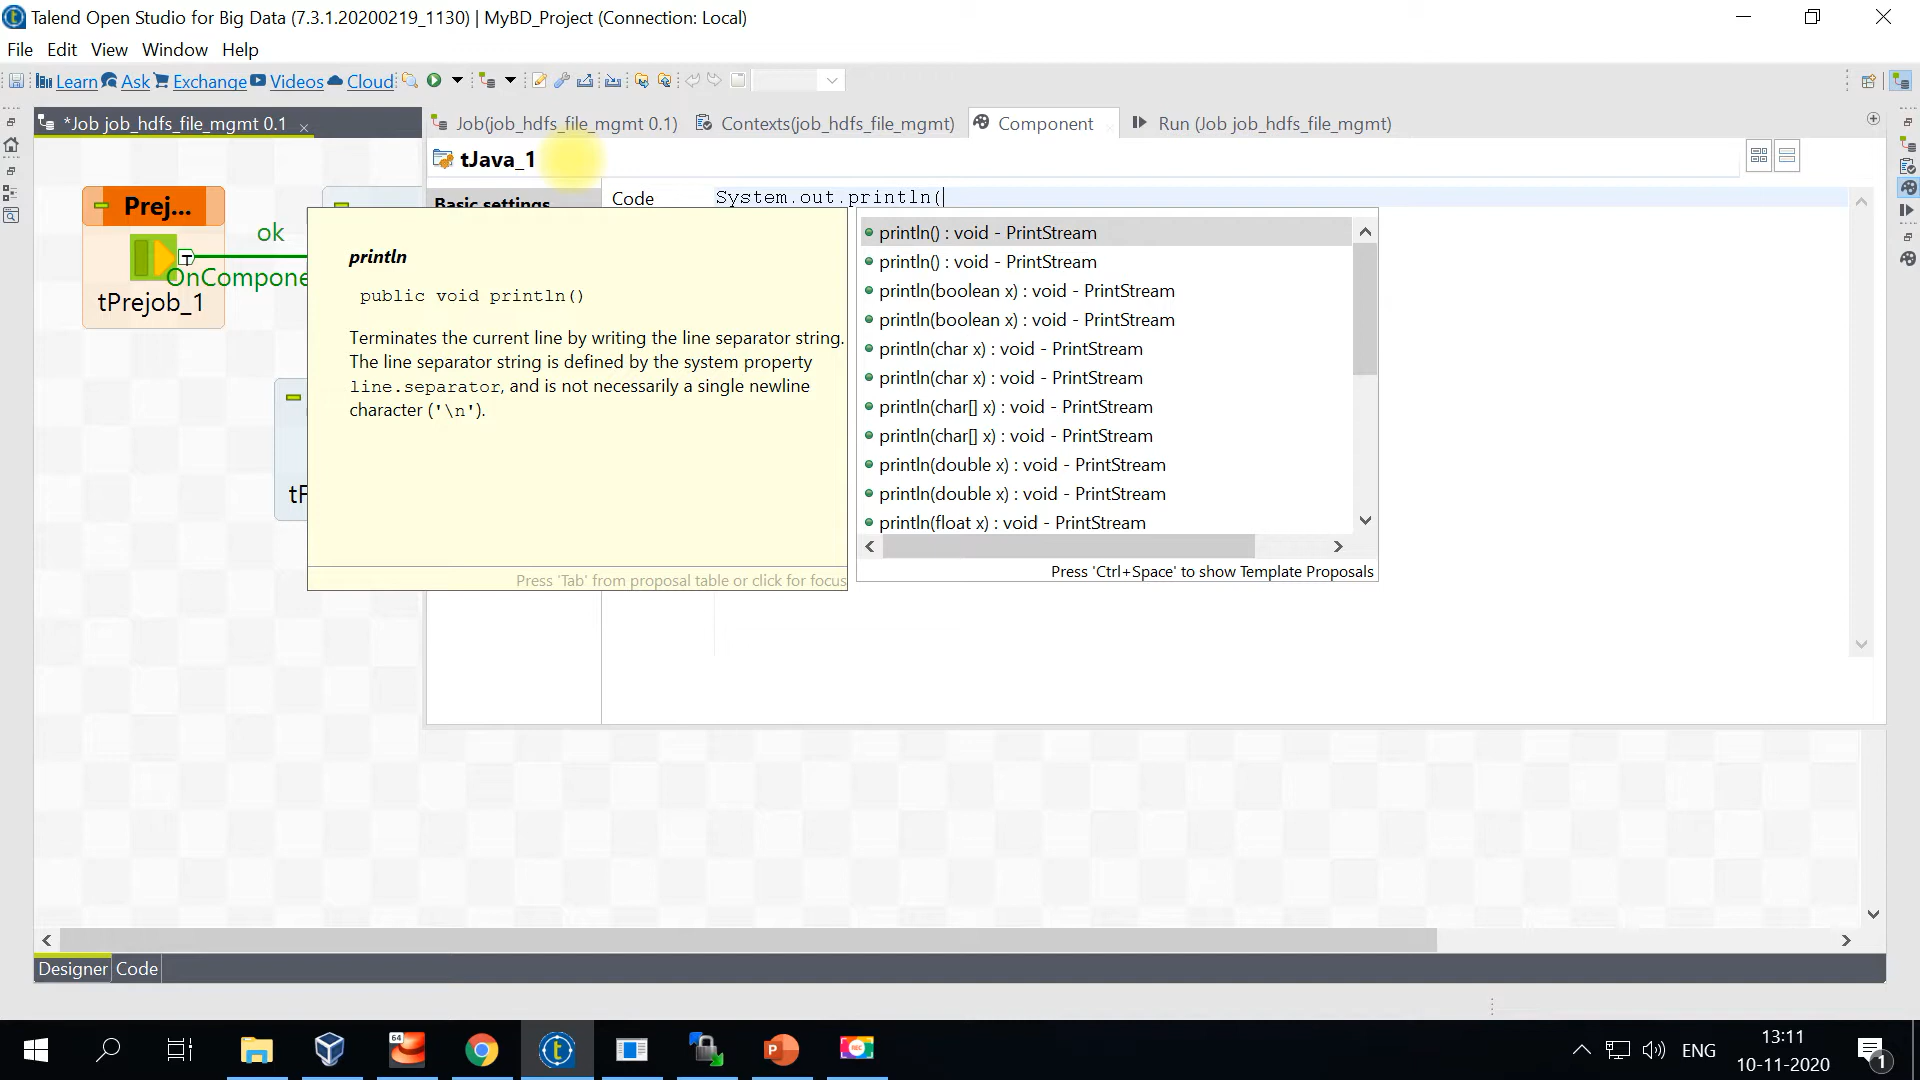 Talend Open Studio for Big Data (7.3.1.20200219_1130) | MyBD_Project (Connection: Local)
File Edit View Window Help
Learn Ask Exchange Videos Cloud
*Job job_hdfs_file_mgmt 0.1
Job(job_hdfs_file_mgmt 0.1) Contexts(job_hdfs_file_mgmt) Component Run (Job job_hdfs_file_mgmt)
tJava_1
Basic settings
Code System.out.println(
Prej...
ok
OnCompone
tPrejob_1
println
public void println()
Terminates the current line by writing the line separator string.
The line separator string is defined by the system property
line.separator, and is not necessarily a single newline
character ('\n').
Press 'Tab' from proposal table or click for focus
println() : void - PrintStream
println() : void - PrintStream
println(boolean x) : void - PrintStream
println(boolean x) : void - PrintStream
println(char x) : void - PrintStream
println(char x) : void - PrintStream
println(char[] x) : void - PrintStream
println(char[] x) : void - PrintStream
println(double x) : void - PrintStream
println(double x) : void - PrintStream
println(float x) : void - PrintStream
Press 'Ctrl+Space' to show Template Proposals
Designer Code
64
ENG
13:11
10-11-2020
1